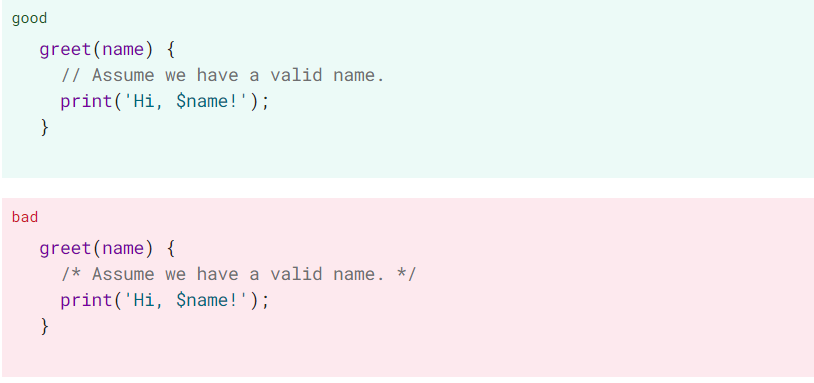 good
greet(name) {
  // Assume we have a valid name.
  print('Hi, $name!');
}
bad
greet(name) {
  /* Assume we have a valid name. */
  print('Hi, $name!');
}